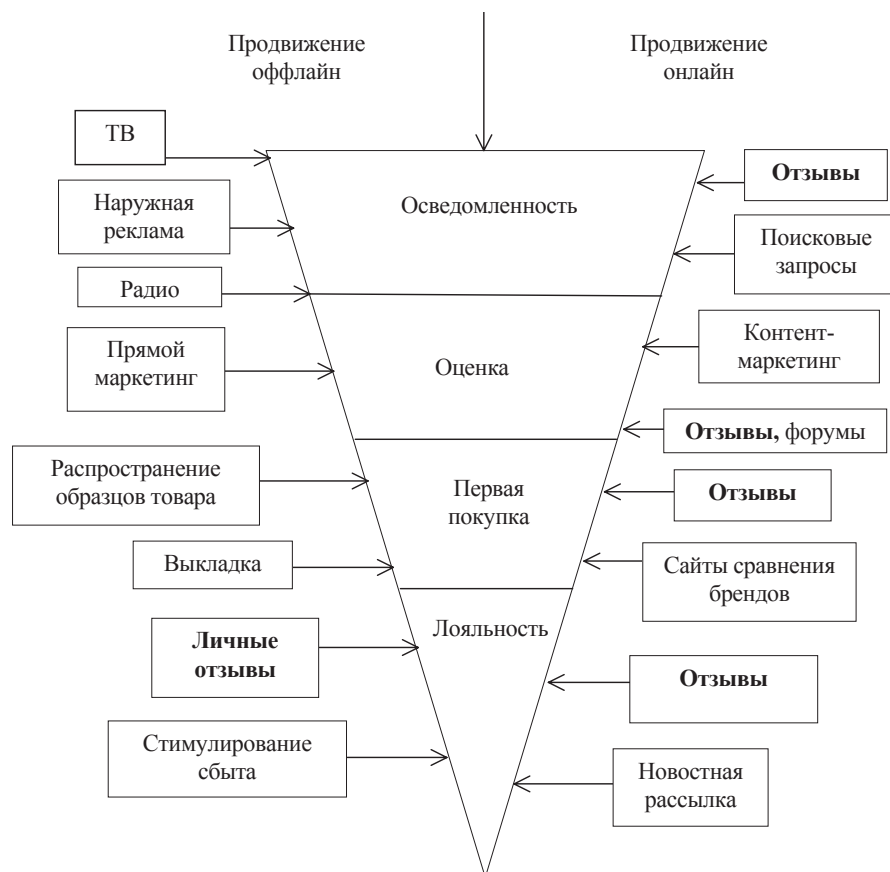 Продвижение
оффлайн
Продвижение
онлайн
ТВ
Наружная
реклама
Радио
Прямой
маркетинг
Распространение
образцов товара
Выкладка
Личные
отзывы
Стимулирование
сбыта
Осведомленность
Оценка
Первая
покупка
Лояльность
Отзывы
Поисковые
запросы
Контент-
маркетинг
Отзывы, форумы
Отзывы
Сайты сравнения
брендов
Отзывы
Новостная
рассылка